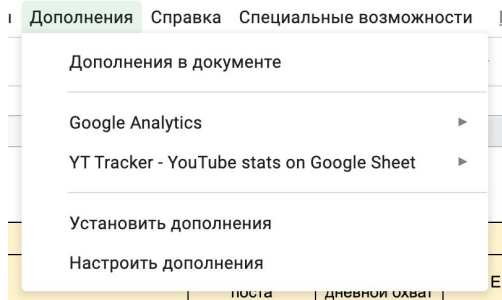 Дополнения Справка Специальные возможности
Дополнения в документе
Google Analytics
YT Tracker - YouTube stats on Google Sheet
Установить дополнения
Настроить дополнения
поста дневной охват